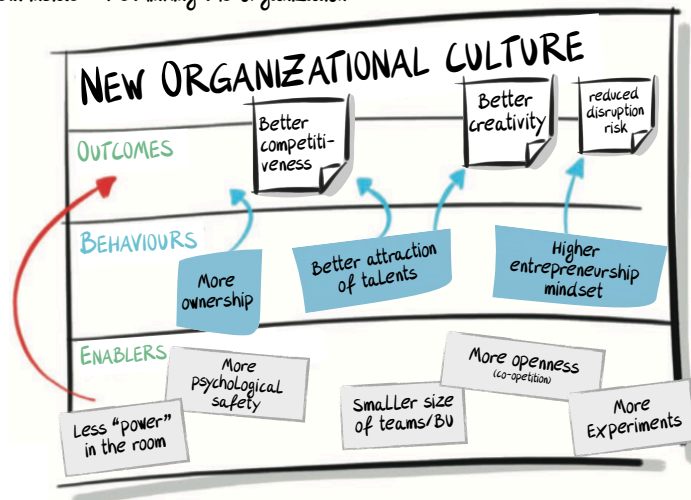 NEW ORGANIZATIONAL CULTURE
OUTCOMES
Better
competiti-
veness
Better
creativity
reduced
disruption
risk
BEHAVIOURS
More
ownership
Better attraction
of talents
Higher
entrepreneurship
mindset
ENABLERS
Less "power"
in the room
More
psychological
safety
Smaller size
of teams/BU
More openness
(co-opetition)
More
Experiments